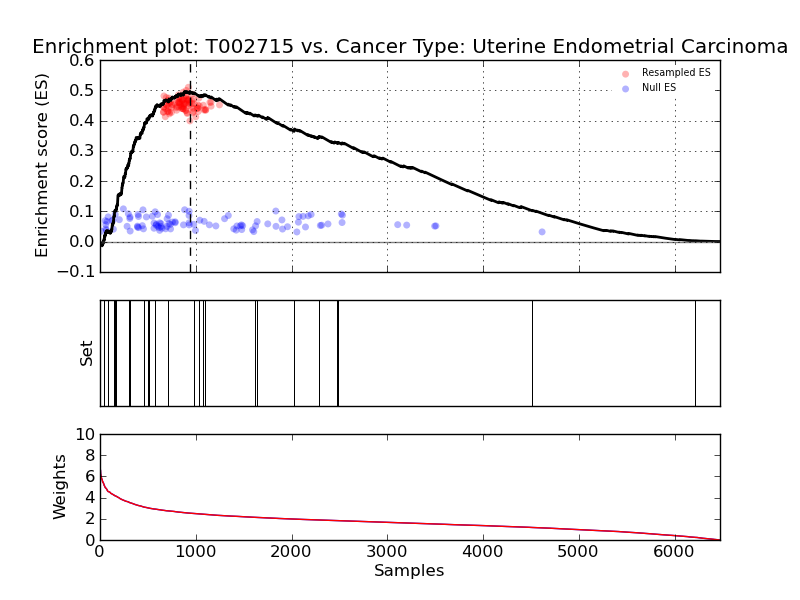 Enrichment plot: T002715 vs. Cancer Type: Uterine Endometrial Carcinoma
Enrichment score (ES)
0.6
0.5
0.4
0.3
0.2
0.1
0.0
−0.1
Resampled ES
Null ES
Set
Weights
10
8
6
4
2
0
0 1000 2000 3000 4000 5000 6000
Samples